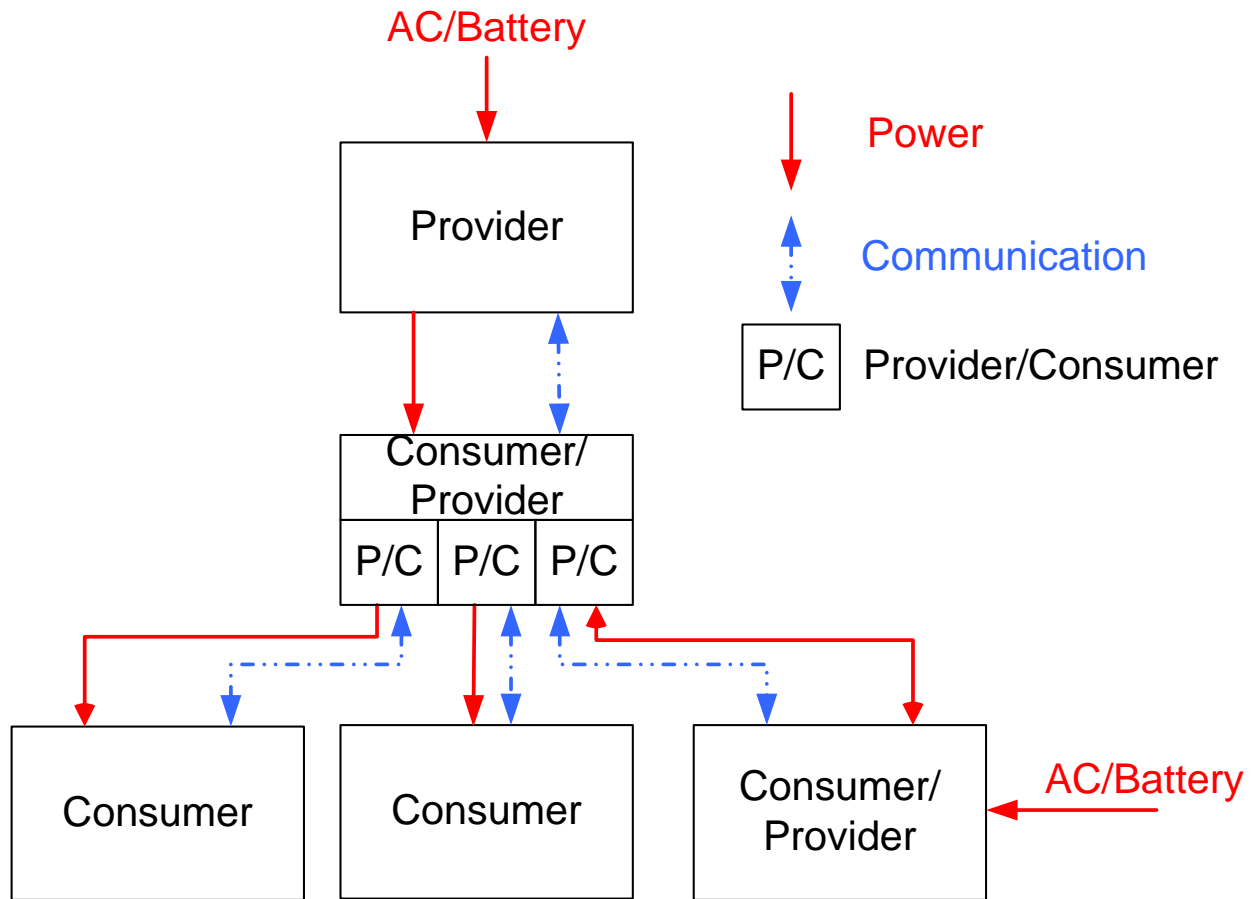 AC/Battery
Power
Provider
Communication
P/C
Provider/Consumer
Consumer/
Provider
P/C
P/C
P/C
Consumer
Consumer
Consumer/
Provider
AC/Battery